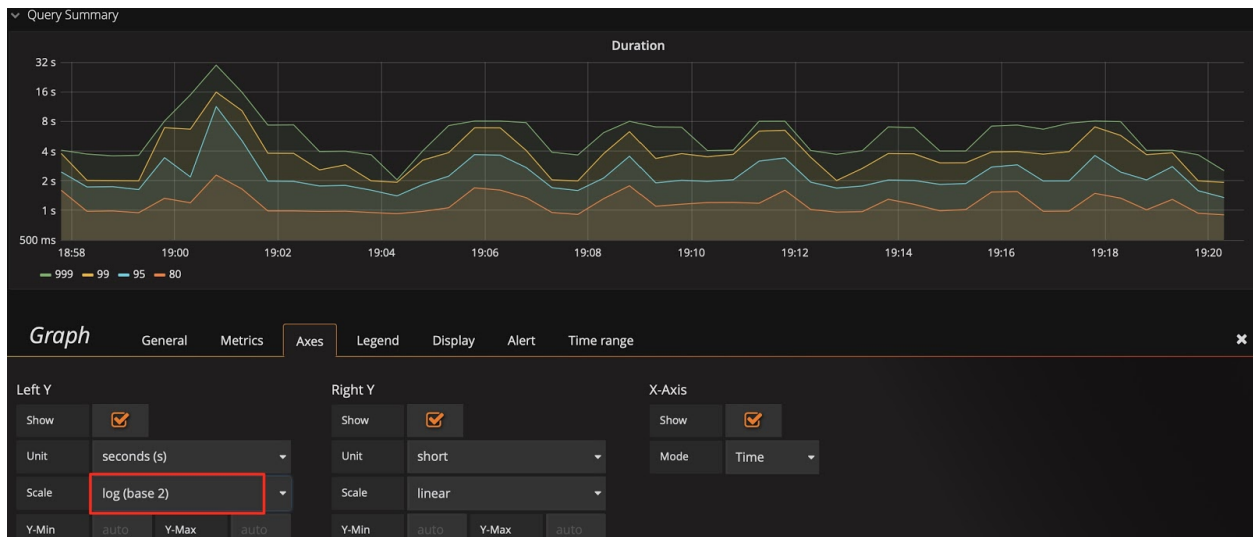 Query Summary
Duration
32 s
16 s
8 s
4 s
2 s
1 s
500 ms
18:58 19:00 19:02 19:04 19:06 19:08 19:10 19:12 19:14 19:16 19:18 19:20
999 99 95 80
Graph General Metrics Axes Legend Display Alert Time range
Left Y Right Y X-Axis
Show Show Show
Unit seconds (s) Unit short Mode Time
Scale log (base 2) Scale linear
Y-Min auto Y-Max auto Y-Min auto Y-Max auto